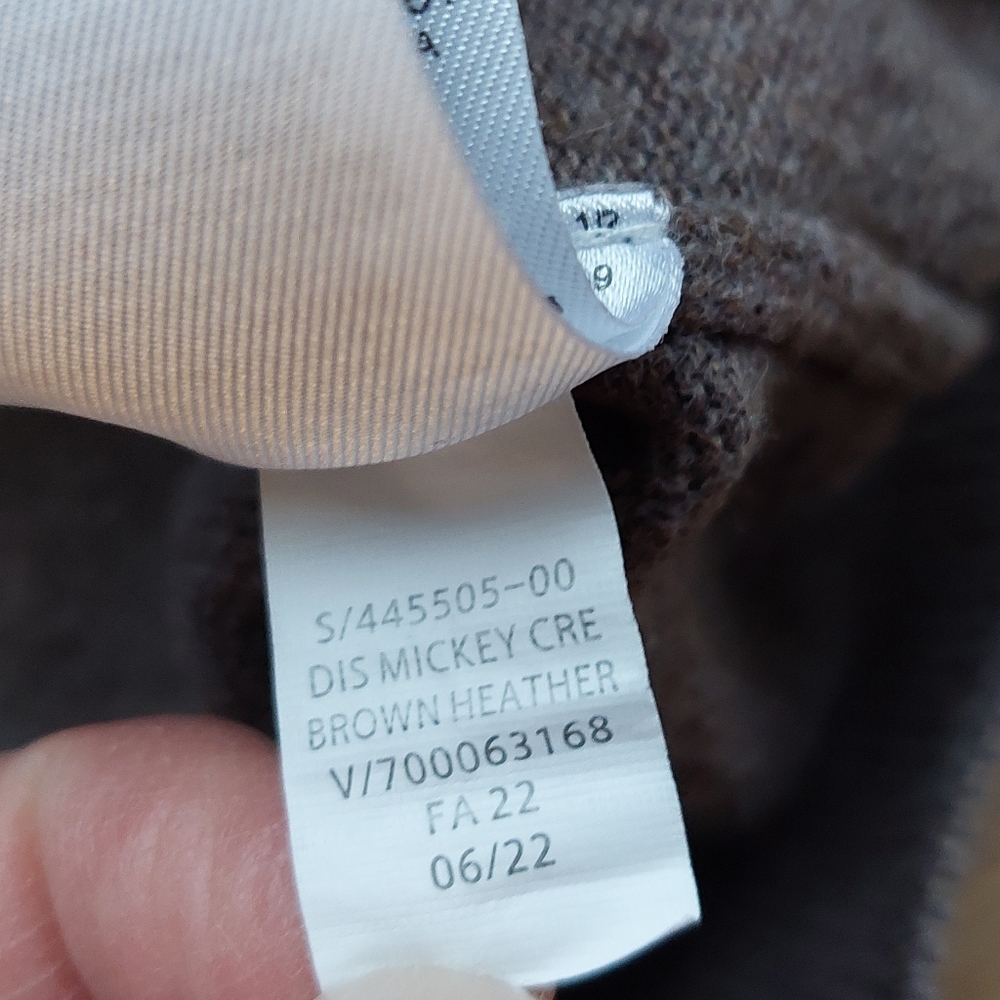 S/445505-00
DIS MICKEY CRE
BROWN HEATHER
V/700063168
FA 22
06/22